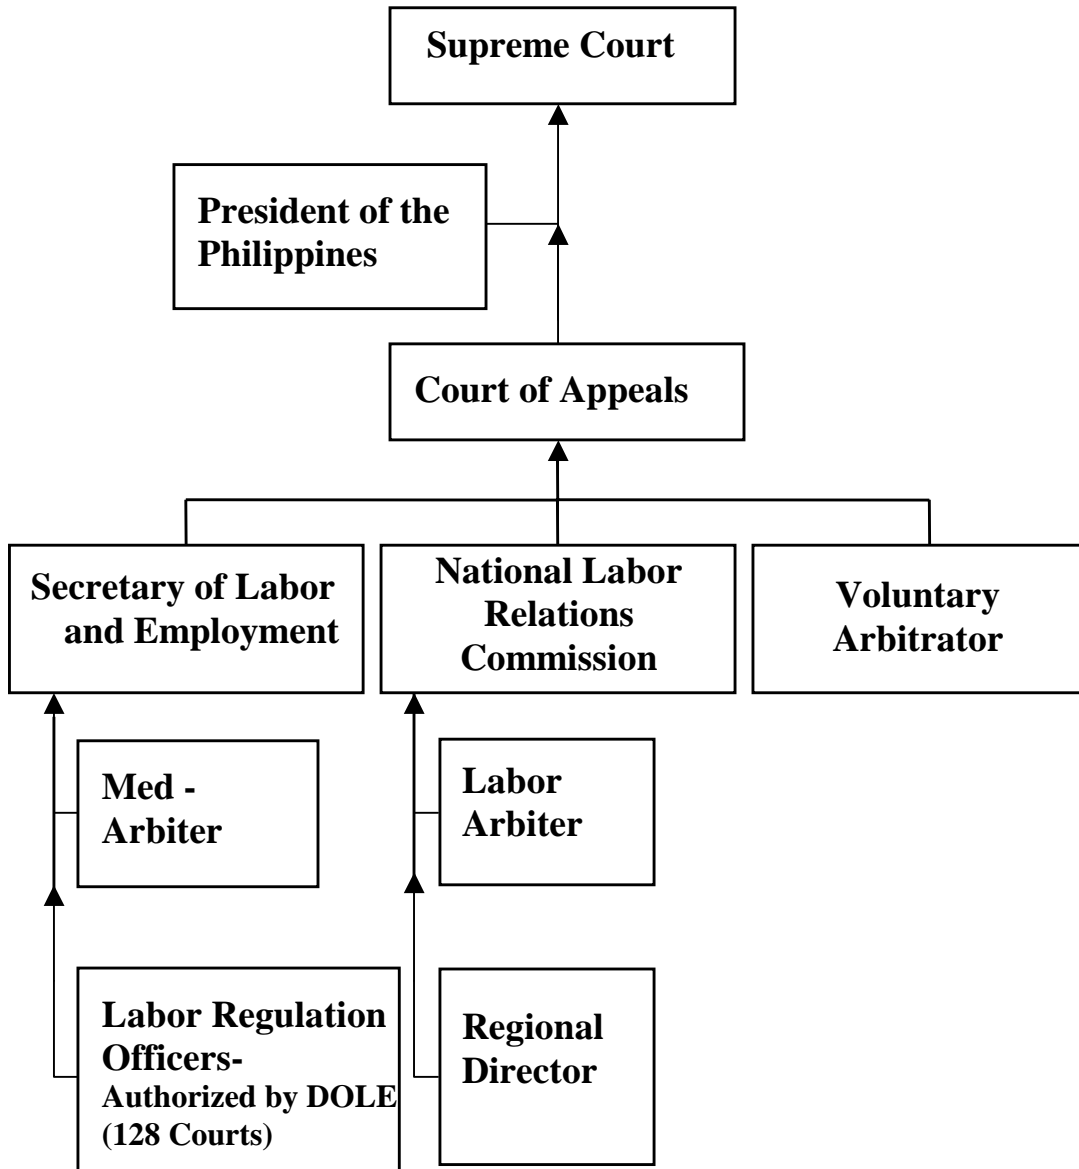 Supreme Court
President of the
Philippines
Court of Appeals
Secretary of Labor
and Employment
National Labor
Relations
Commission
Voluntary
Arbitrator
Med -
Arbiter
Labor
Arbiter
Labor Regulation
Officers-
Authorized by DOLE
(128 Courts)
Regional
Director